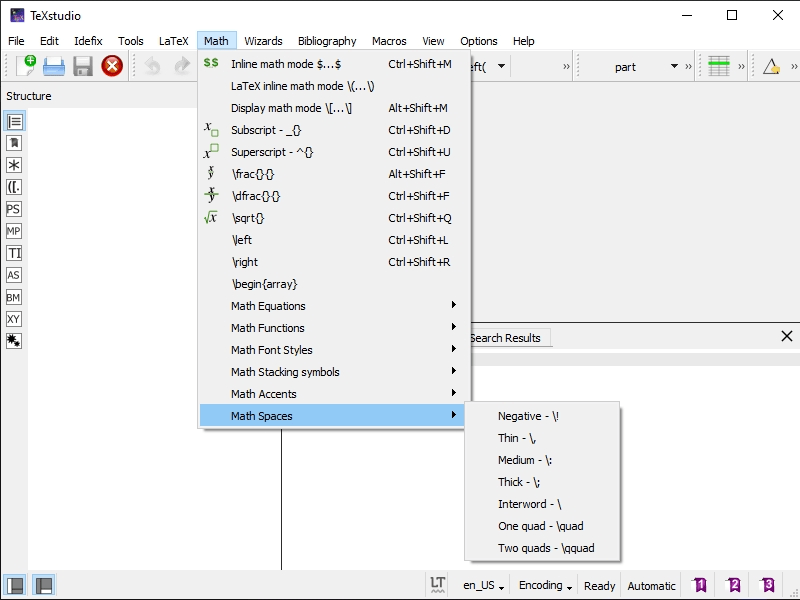 TeXstudio
File Edit Idefix Tools LaTeX Math Wizards Bibliography Macros View Options Help
eft( part
Structure
Inline math mode $...$ Ctrl+Shift+M
LaTeX inline math mode \(...\)
Display math mode \[...\] Alt+Shift+M
Subscript - _{} Ctrl+Shift+D
Superscript - ^{} Ctrl+Shift+U
\frac{}{} Alt+Shift+F
\dfrac{}{} Ctrl+Shift+F
\sqrt{} Ctrl+Shift+Q
\left Ctrl+Shift+L
\right Ctrl+Shift+R
\begin{array}
Math Equations
Math Functions
Math Font Styles
Math Stacking symbols
Math Accents
Math Spaces
([.
PS
MP
TI
AS
BM
XY
Search Results
Negative - \!
Thin - \,
Medium - \:
Thick - \;
Interword - \
One quad - \quad
Two quads - \qquad
LT en_US Encoding Ready Automatic 1 2 3